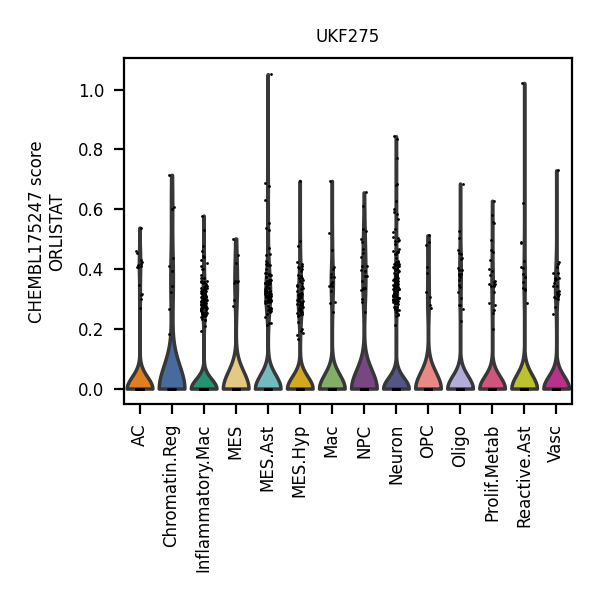 UKF275
CHEMBL175247 score
ORLISTAT
1.0
0.8
0.6
0.4
0.2
0.0
AC
Chromatin.Reg
Inflammatory.Mac
MES
MES.Ast
MES.Hyp
Mac
NPC
Neuron
OPC
Oligo
Prolif.Metab
Reactive.Ast
Vasc